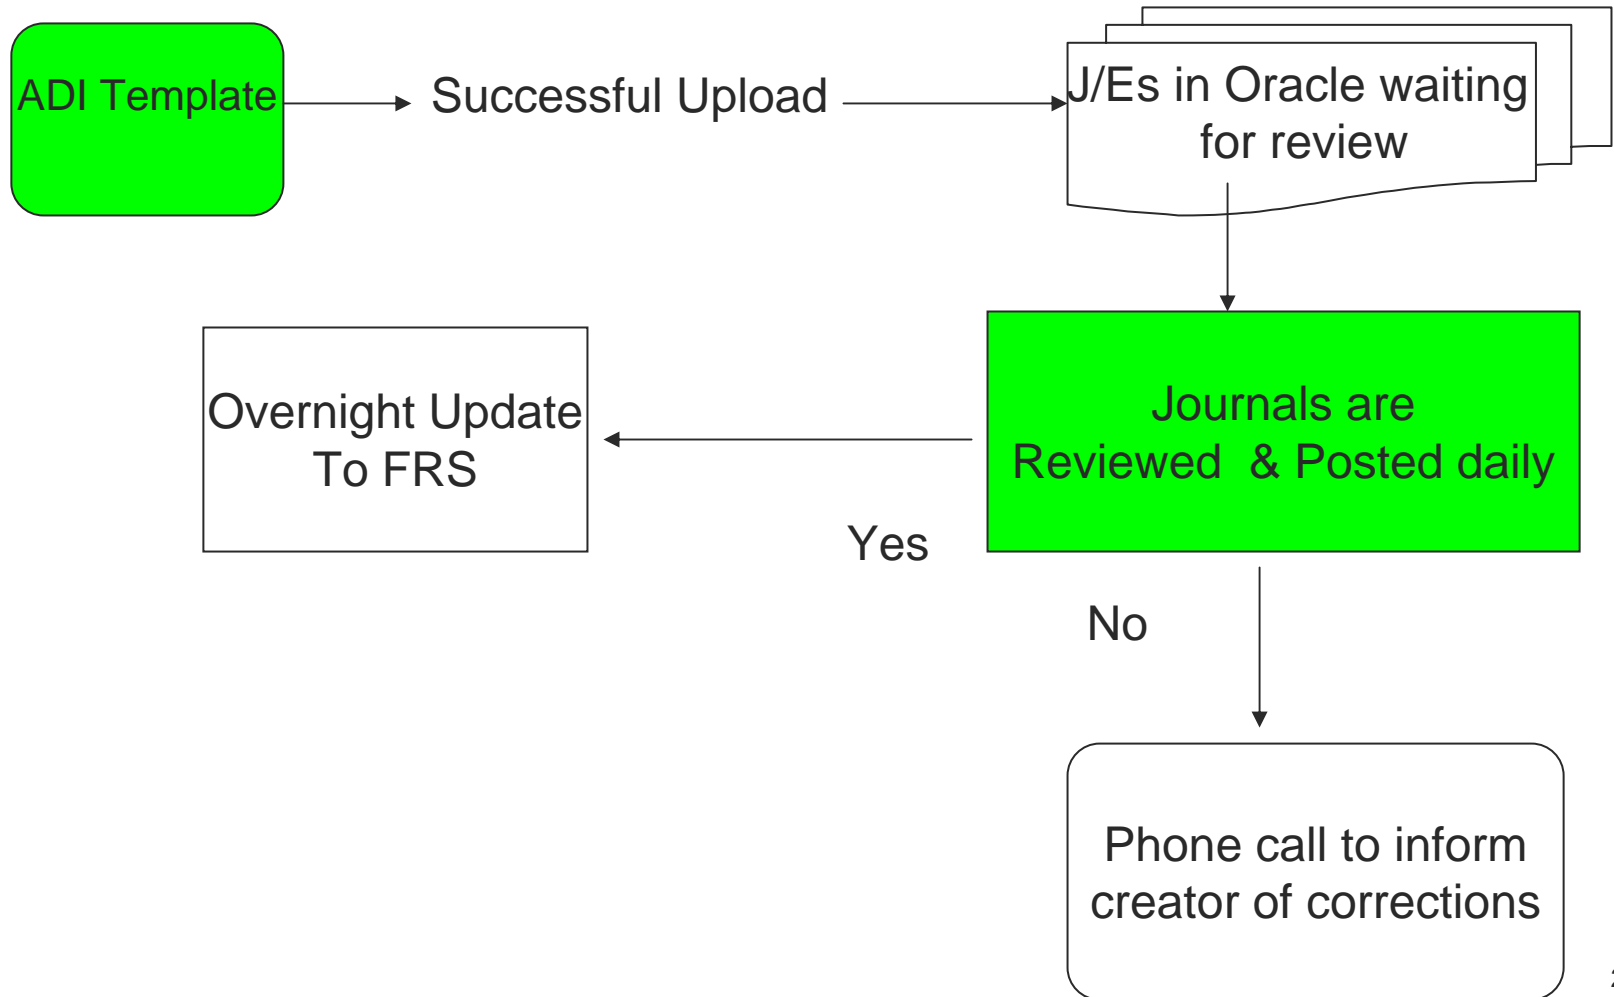 ADI Template
Successful Upload
J/Es in Oracle waiting
for review
Journals are
Reviewed & Posted daily
Overnight Update
To FRS
Yes
No
Phone call to inform
creator of corrections